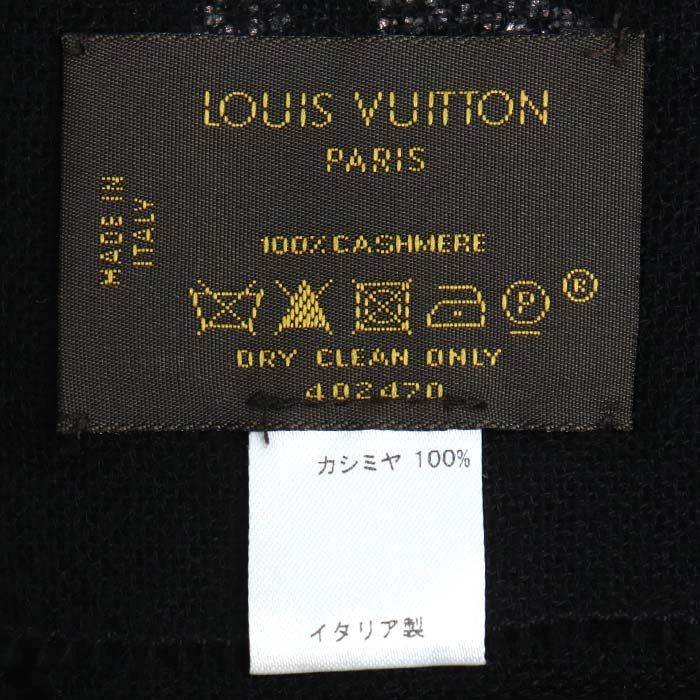 LOUIS VUITTON
PARIS
MADE IN
ITALY
100% CASHMERE
P ®
DRY CLEAN ONLY
402470
カシミヤ 100%
イタリア製